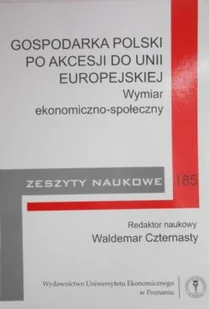 GOSPODARKA POLSKI
PO AKCESJI DO UNII
EUROPEJSKIEJ
Wymiar
ekonomiczno-społeczny
ZESZYTY NAUKOWE 185
Redaktor naukowy
Waldemar Czternasty
Wydawnictwo Uniwersytetu Ekonomicznego
w Poznaniu